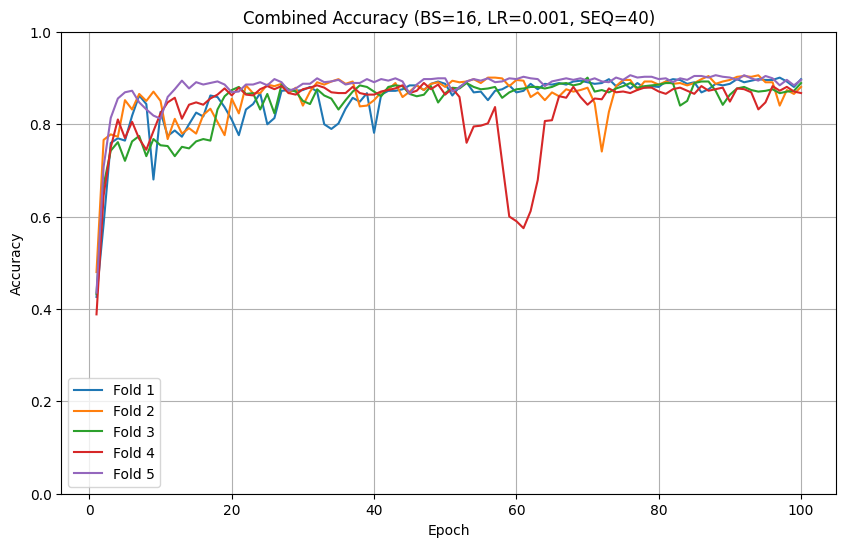 Combined Accuracy (BS=16, LR=0.001, SEQ=40)
1.0
0.8
0.6
0.4
0.2
0.0
Accuracy
Fold 1
Fold 2
Fold 3
Fold 4
Fold 5
0 20 40 60 80 100
Epoch